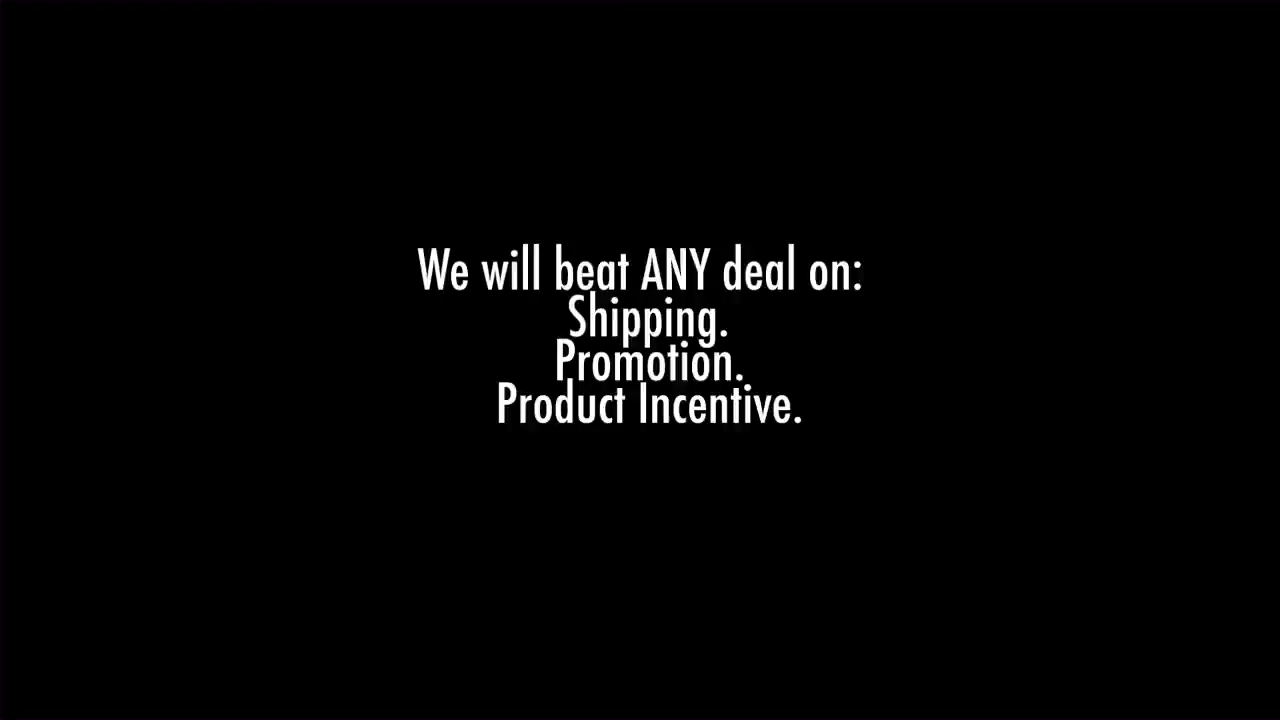 We will beat ANY deal on:
Shipping.
Promotion.
Product Incentive.